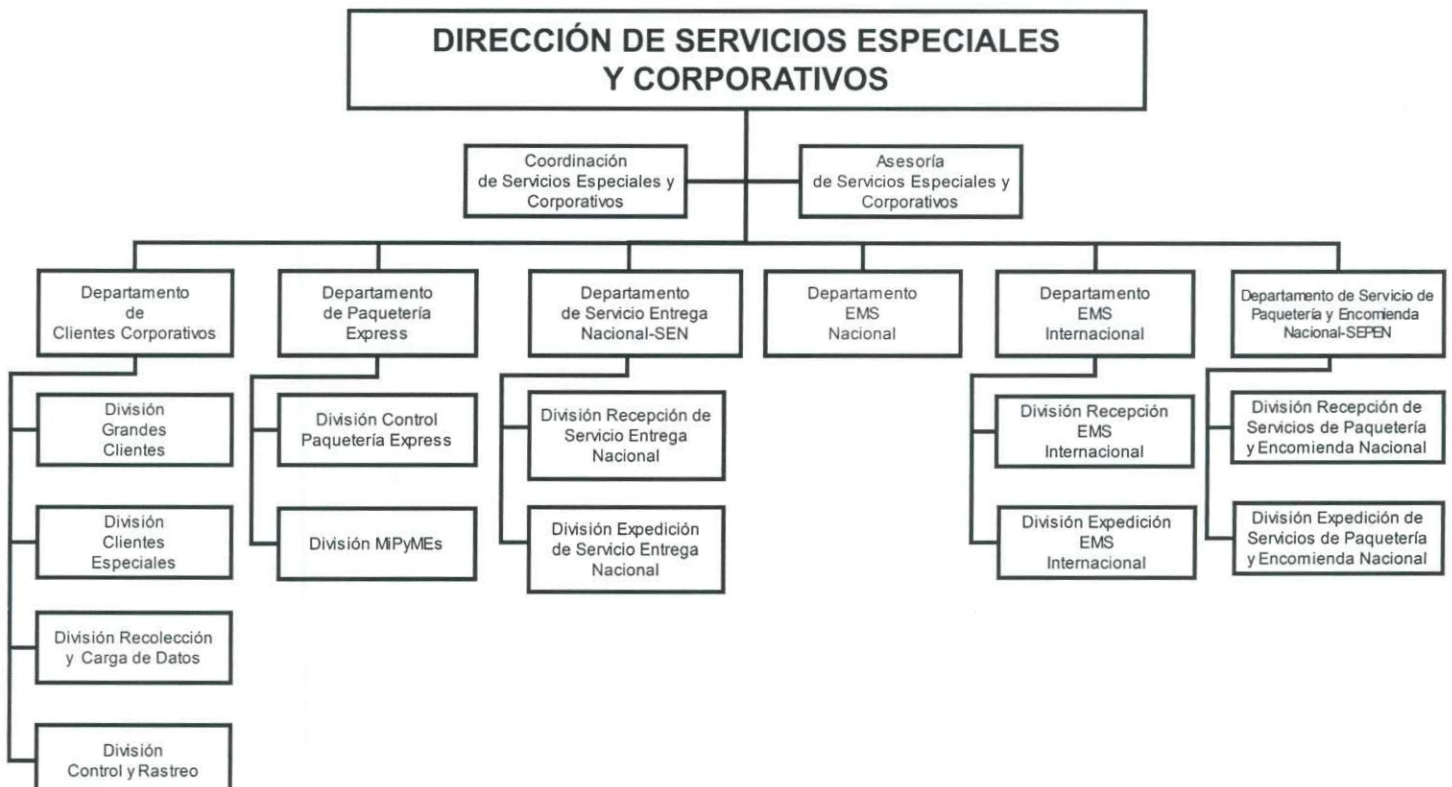 DIRECCIÓN DE SERVICIOS ESPECIALES
Y CORPORATIVOS
Coordinación
de Servicios Especiales y
Corporativos
Asesoría
de Servicios Especiales y
Corporativos
Departamento
de
Clientes Corporativos
Departamento
de Paquetería
Express
Departamento
de Servicio Entrega
Nacional-SEN
Departamento
EMS
Nacional
Departamento
EMS
Internacional
Departamento de Servicio de
Paquetería y Encomienda
Nacional-SEPEN
División
Grandes
Clientes
División
Clientes
Especiales
División Recolección
y Carga de Datos
División
Control y Rastreo
División Control
Paquetería Express
División MiPyMEs
División Recepción de
Servicio Entrega
Nacional
División Expedición
de Servicio Entrega
Nacional
División Recepción
EMS
Internacional
División Expedición
EMS
Internacional
División Recepción de
Servicios de Paquetería
y Encomienda Nacional
División Expedición de
Servicios de Paquetería
y Encomienda Nacional